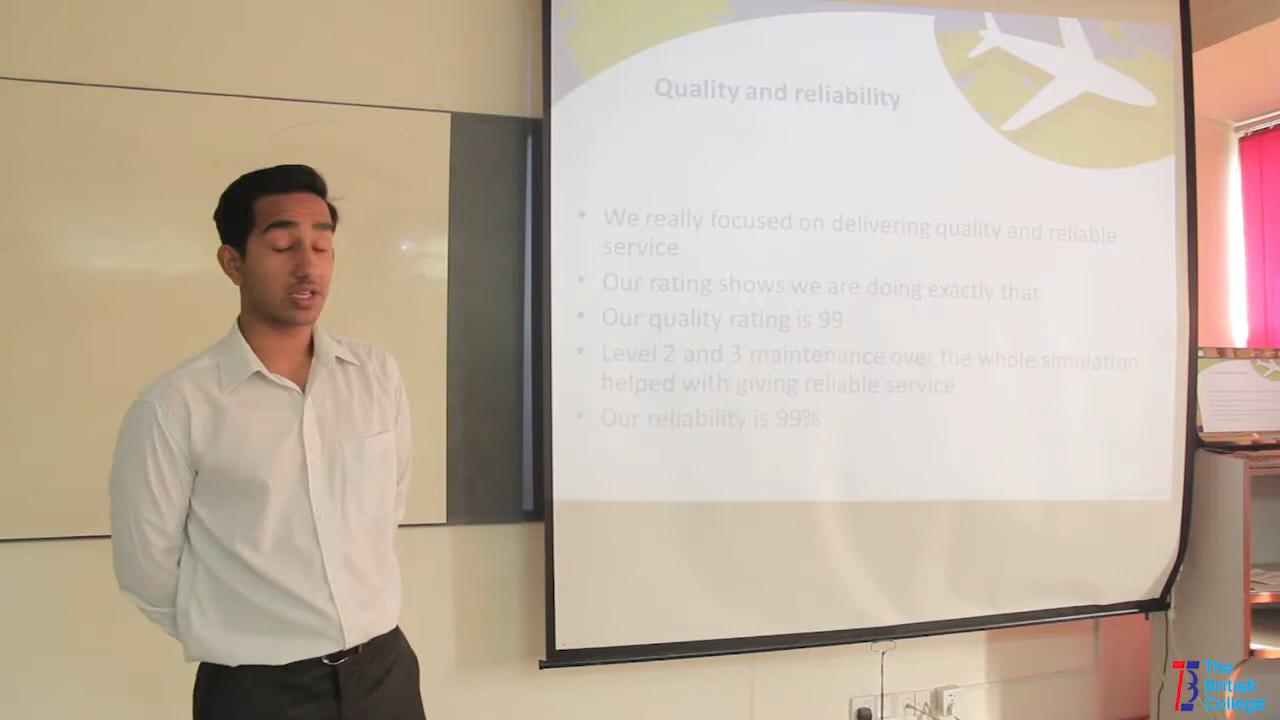 Quality and reliability
• We really focused on delivering quality and reliable
service
• Our rating shows we are doing exactly that
• Our quality rating is 99
• Level 2 and 3 maintenance over the whole simulation
helped with giving reliable service
• Our reliability is 99%
The
British
College